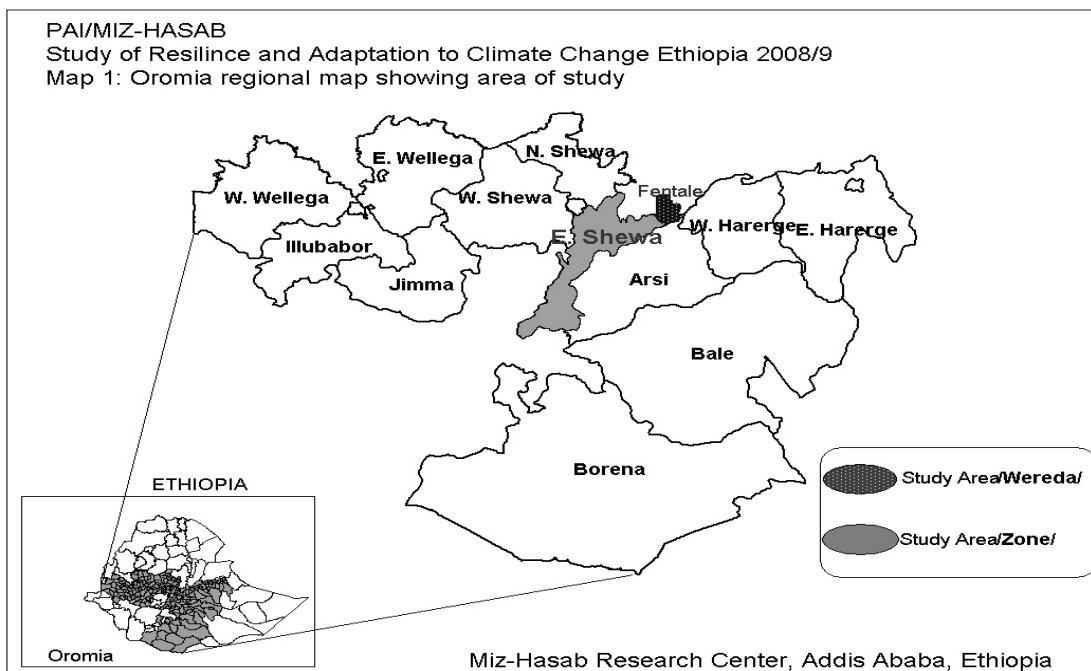 PAI/MIZ-HASAB
Study of Resilince and Adaptation to Climate Change Ethiopia 2008/9
Map 1: Oromia regional map showing area of study
N. Shewa
E. Wellega
W. Wellega
W. Shewa
Fentale
W. Harerge
E. Harerge
E. Shewa
Illubabor
Jimma
Arsi
Bale
Borena
Study Area/Wereda/
Study Area/Zone/
ETHIOPIA
Oromia
Miz-Hasab Research Center, Addis Ababa, Ethiopia